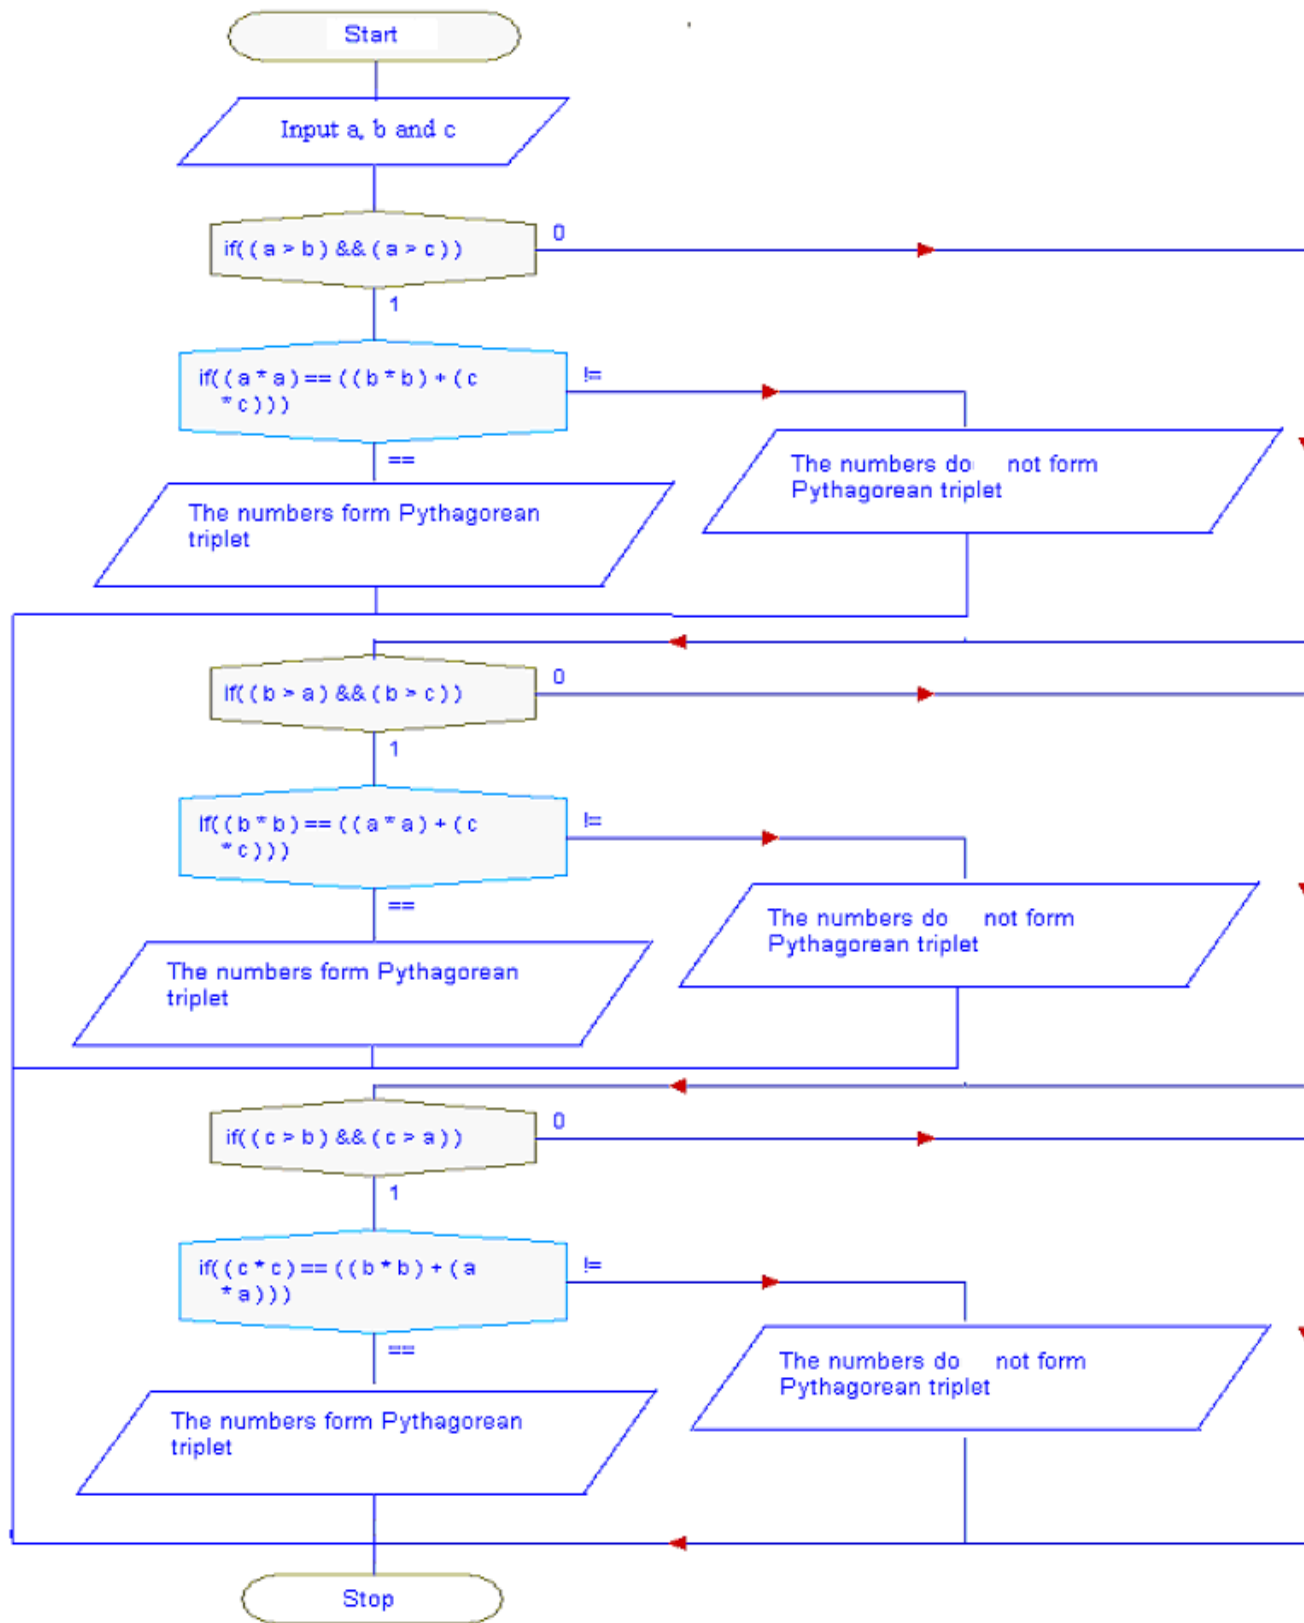 Start
Input a, b and c
if((a > b) && (a > c))
0
1
if((a * a) == ((b * b) + (c
* c)))
!=
==
The numbers do not form
Pythagorean triplet
The numbers form Pythagorean
triplet
if((b > a) && (b > c))
0
1
if((b * b) == ((a * a) + (c
* c)))
!=
==
The numbers do not form
Pythagorean triplet
The numbers form Pythagorean
triplet
if((c > b) && (c > a))
0
1
if((c * c) == ((b * b) + (a
* a)))
!=
==
The numbers do not form
Pythagorean triplet
The numbers form Pythagorean
triplet
Stop